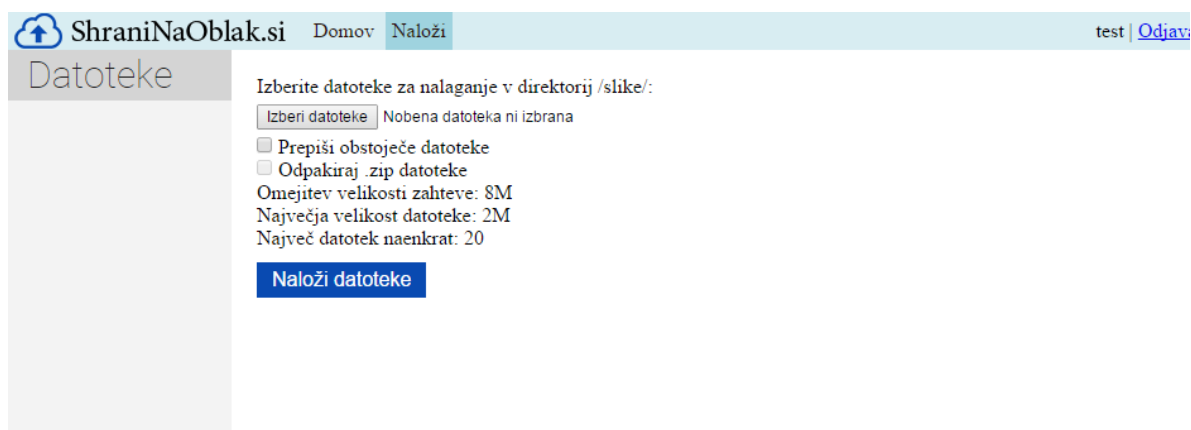 ShraniNaOblak.si Domov Naloži test | Odjava
Datoteke
Izberite datoteke za nalaganje v direktorij /slike/:
Izberi datoteke Nobena datoteka ni izbrana
Prepiši obstoječe datoteke
Odpakiraj .zip datoteke
Omejitev velikosti zahteve: 8M
Največja velikost datoteke: 2M
Največ datotek naenkrat: 20
Naloži datoteke